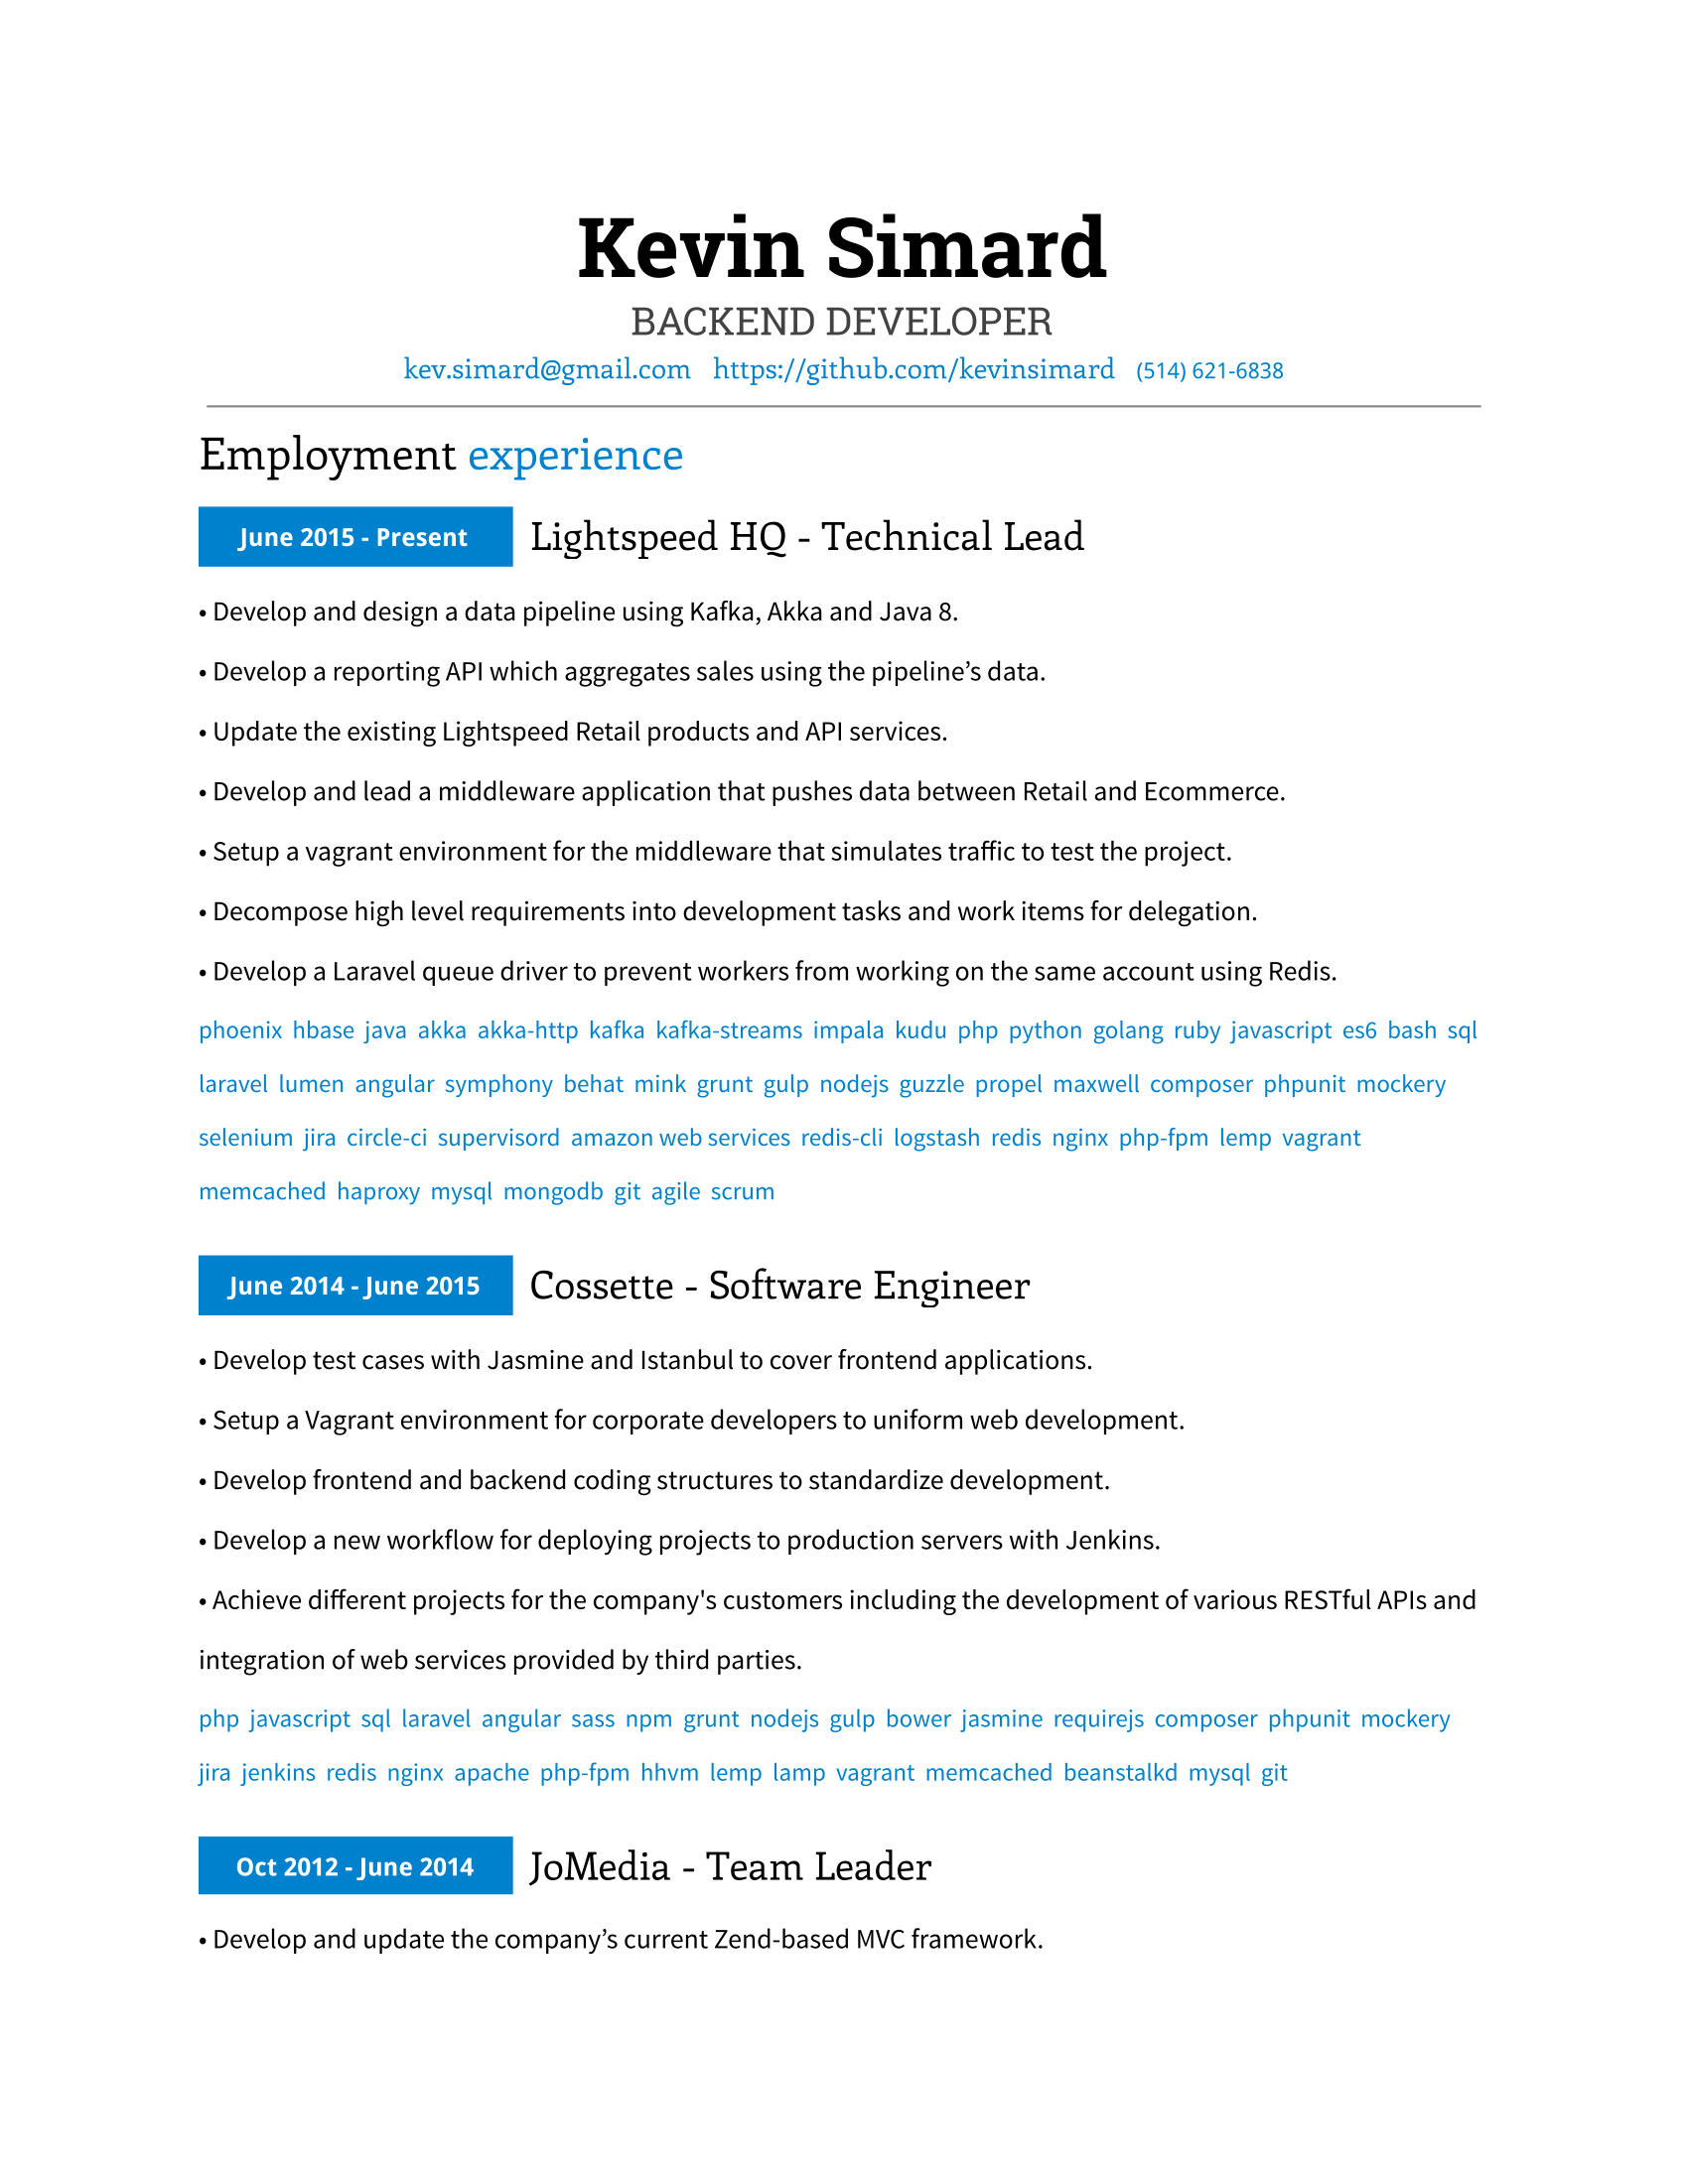 Kevin Simard
BACKEND DEVELOPER
kev.simard@gmail.com https://github.com/kevinsimard (514) 621-6838
Employment experience
June 2015 - Present Lightspeed HQ - Technical Lead
• Develop and design a data pipeline using Kafka, Akka and Java 8.
• Develop a reporting API which aggregates sales using the pipeline’s data.
• Update the existing Lightspeed Retail products and API services.
• Develop and lead a middleware application that pushes data between Retail and Ecommerce.
• Setup a vagrant environment for the middleware that simulates traffic to test the project.
• Decompose high level requirements into development tasks and work items for delegation.
• Develop a Laravel queue driver to prevent workers from working on the same account using Redis.
phoenix hbase java akka akka-http kafka kafka-streams impala kudu php python golang ruby javascript es6 bash sql
laravel lumen angular symphony behat mink grunt gulp nodejs guzzle propel maxwell composer phpunit mockery
selenium jira circle-ci supervisord amazon web services redis-cli logstash redis nginx php-fpm lemp vagrant
memcached haproxy mysql mongodb git agile scrum
June 2014 - June 2015 Cossette - Software Engineer
• Develop test cases with Jasmine and Istanbul to cover frontend applications.
• Setup a Vagrant environment for corporate developers to uniform web development.
• Develop frontend and backend coding structures to standardize development.
• Develop a new workflow for deploying projects to production servers with Jenkins.
• Achieve different projects for the company's customers including the development of various RESTful APIs and
integration of web services provided by third parties.
php javascript sql laravel angular sass npm grunt nodejs gulp bower jasmine requirejs composer phpunit mockery
jira jenkins redis nginx apache php-fpm hhvm lemp lamp vagrant memcached beanstalkd mysql git
Oct 2012 - June 2014 JoMedia - Team Leader
• Develop and update the company’s current Zend-based MVC framework.